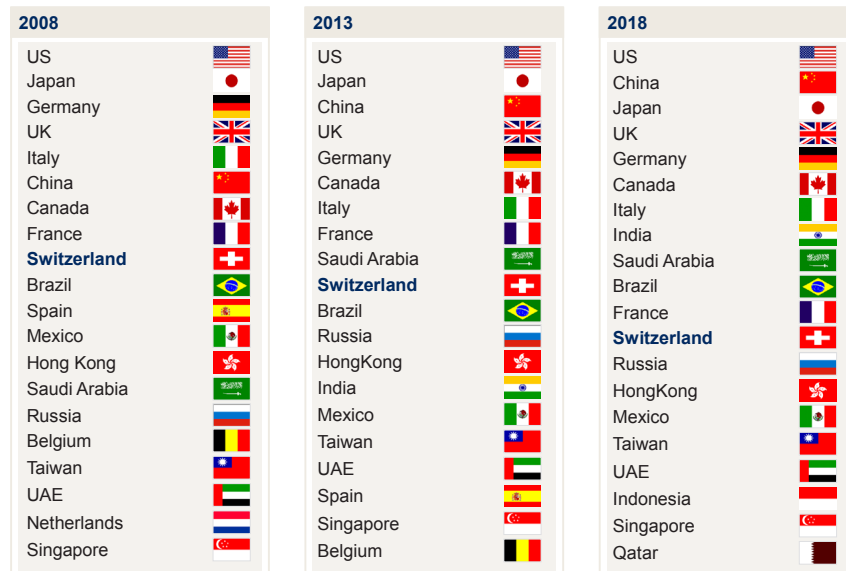 2008
US
Japan
Germany
UK
Italy
China
Canada
France
Switzerland
Brazil
Spain
Mexico
Hong Kong
Saudi Arabia
Russia
Belgium
Taiwan
UAE
Netherlands
Singapore
2013
US
Japan
China
UK
Germany
Canada
Italy
France
Saudi Arabia
Switzerland
Brazil
Russia
HongKong
India
Mexico
Taiwan
UAE
Spain
Singapore
Belgium
2018
US
China
Japan
UK
Germany
Canada
Italy
India
Saudi Arabia
Brazil
France
Switzerland
Russia
HongKong
Mexico
Taiwan
UAE
Indonesia
Singapore
Qatar